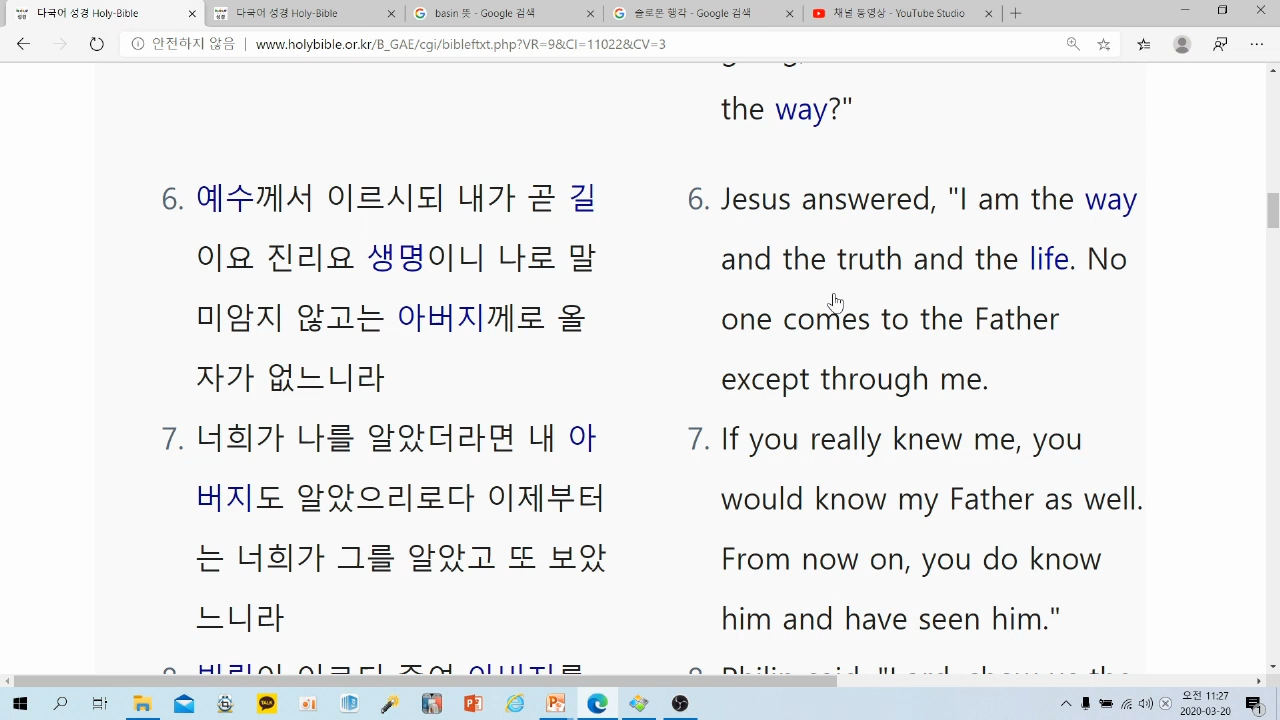 다국어 성경 Holy-Bible
다국어 성경 Holy-Bible
basin 뜻 - Google 검색
솔로몬 행각 - Google 검색
채널 동영상 - YouTube Studio
안전하지 않음 | www.holybible.or.kr/B_GAE/cgi/bibleftxt.php?VR=9&CI=11022&CV=3
the way?"
6. 예수께서 이르시되 내가 곧 길
이요 진리요 생명이니 나로 말
미암지 않고는 아버지께로 올
자가 없느니라
7. 너희가 나를 알았더라면 내 아
버지도 알았으리로다 이제부터
는 너희가 그를 알았고 또 보았
느니라
6. Jesus answered, "I am the way
and the truth and the life. No
one comes to the Father
except through me.
7. If you really knew me, you
would know my Father as well.
From now on, you do know
him and have seen him."
TALK
오전 11:27
2020-03-20